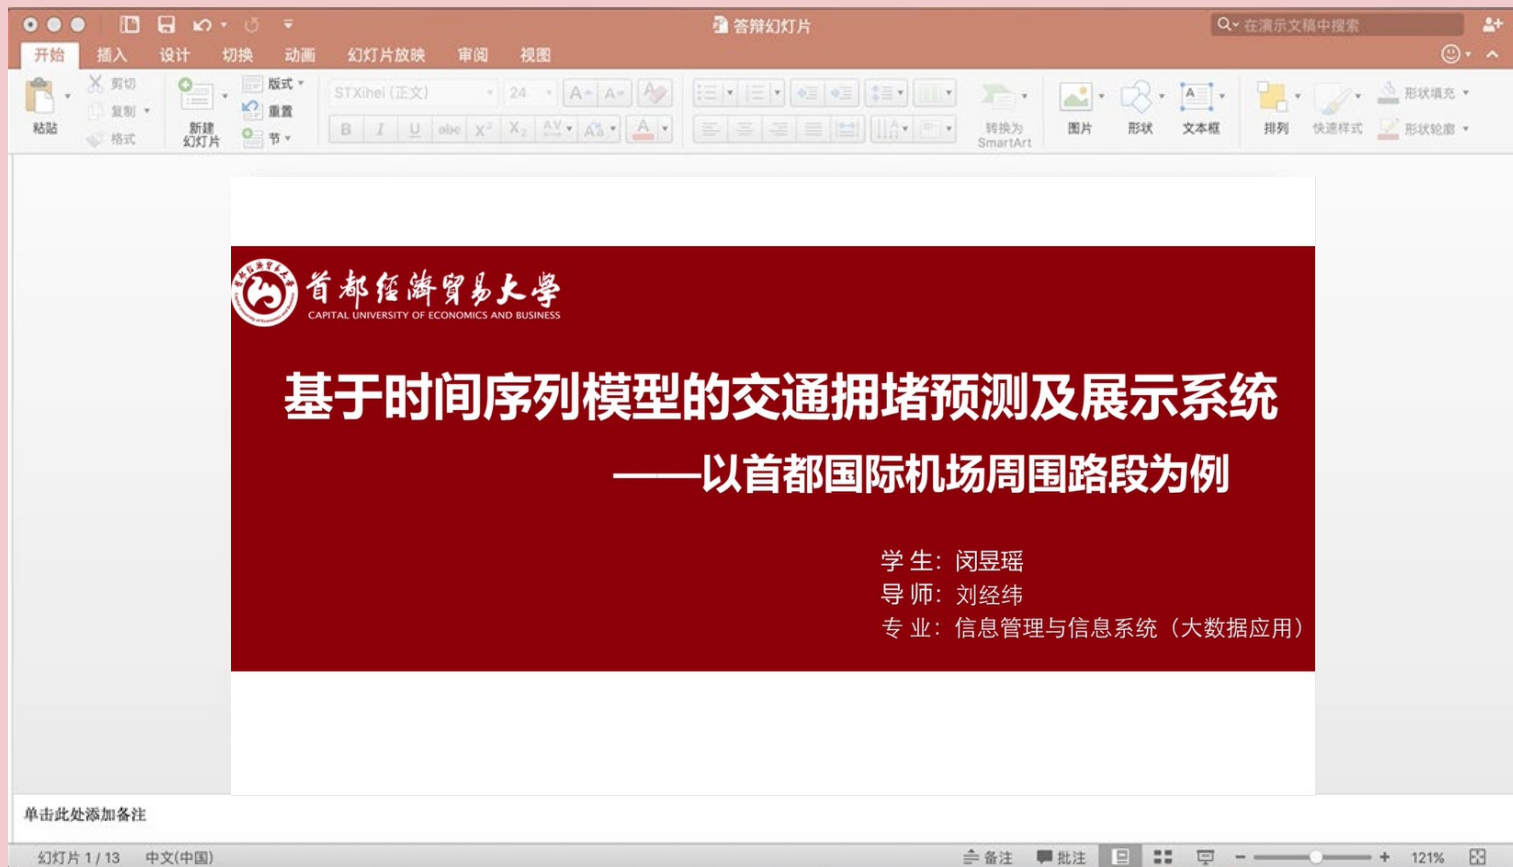 答辩幻灯片
在演示文稿中搜索
开始 插入 设计 切换 动画 幻灯片放映 审阅 视图
粘贴
剪切
复制
格式
新建
幻灯片
版式
重置
节
STXihei (正文) 24
转换为
SmartArt
图片
形状
文本框
排列
快速样式
形状填充
形状轮廓
首都经济贸易大学
CAPITAL UNIVERSITY OF ECONOMICS AND BUSINESS
基于时间序列模型的交通拥堵预测及展示系统
——以首都国际机场周围路段为例
学 生：闵昱瑶
导 师：刘经纬
专 业：信息管理与信息系统（大数据应用）
单击此处添加备注
幻灯片 1 / 13 中文(中国) 备注 批注 121%